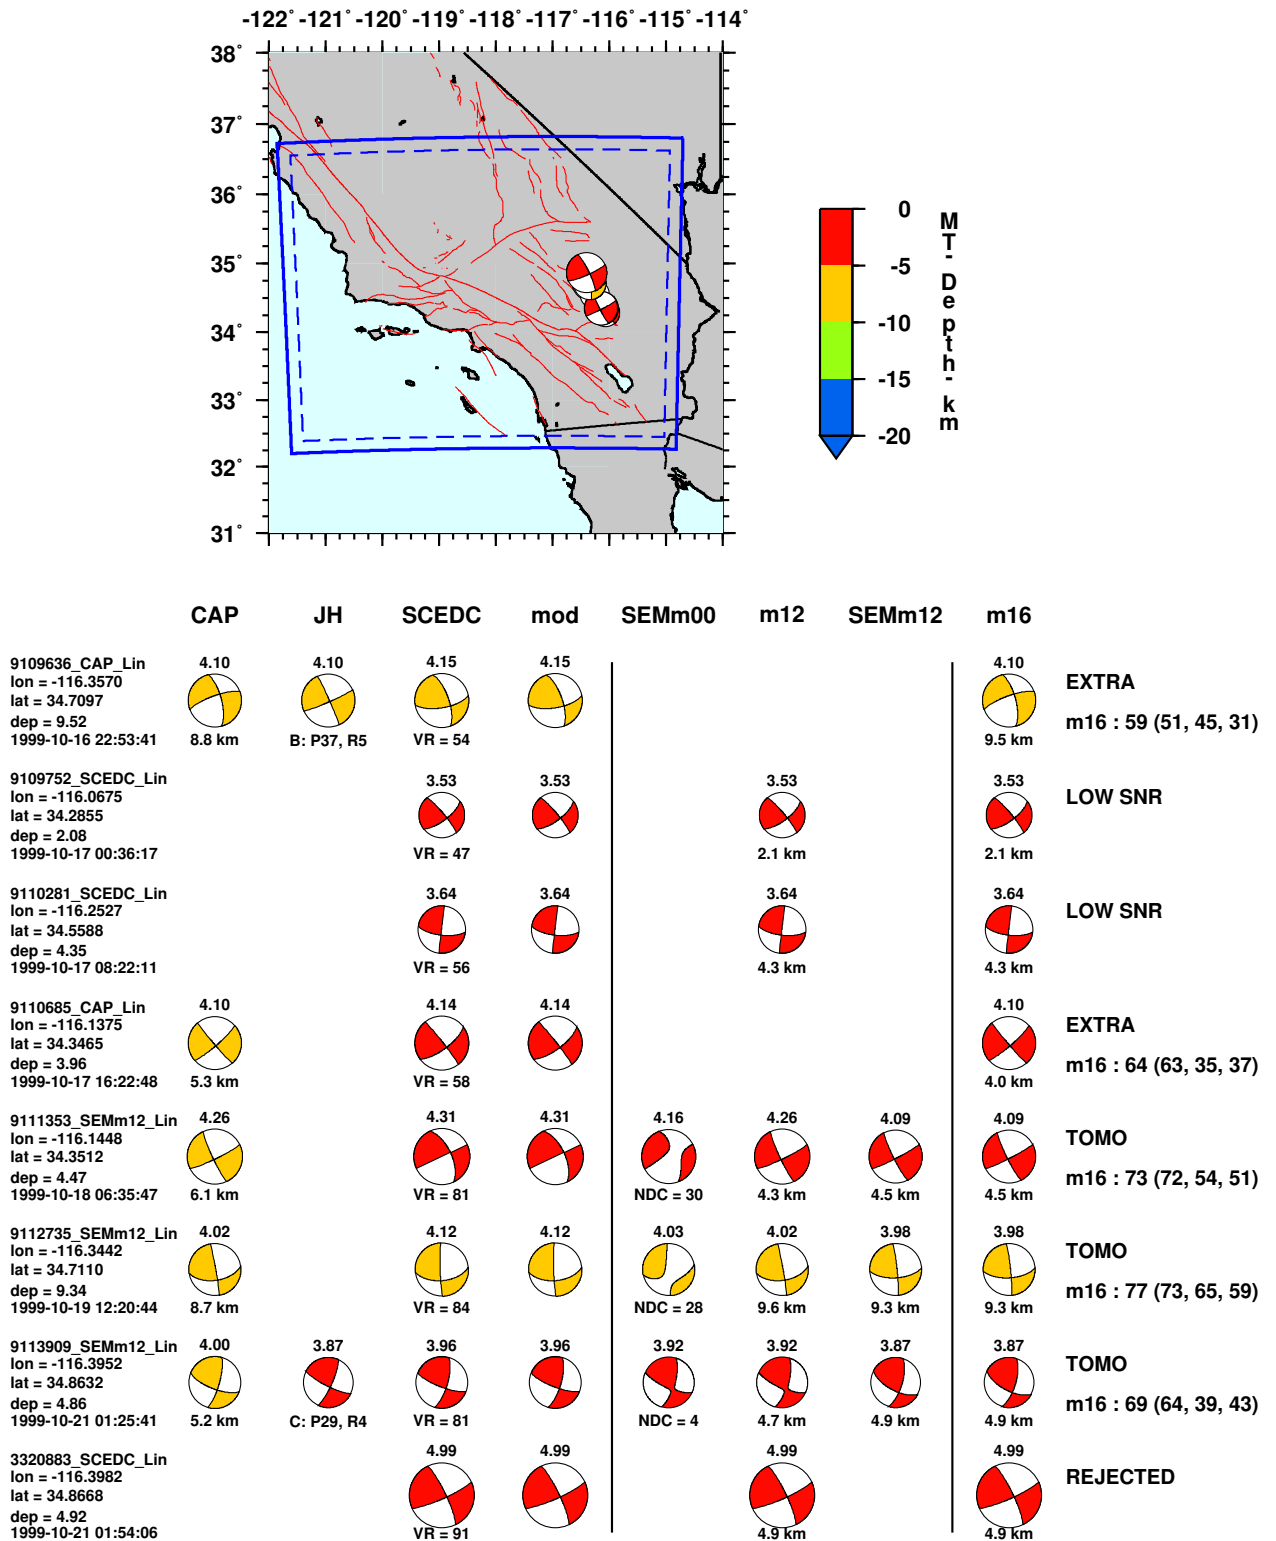 -122° -121° -120° -119° -118° -117° -116° -115° -114°
38°
37°
36°
35°
34°
33°
32°
31°
0
-5
-10
-15
-20
MT-Depth-km
CAP JH SCEDC mod SEMm00 m12 SEMm12 m16
9109636_CAP_Lin
lon = -116.3570
lat = 34.7097
dep = 9.52
1999-10-16 22:53:41
4.10 4.10 4.15 4.15 4.10
8.8 km B: P37, R5 VR = 54 9.5 km
EXTRA
m16 : 59 (51, 45, 31)
9109752_SCEDC_Lin
lon = -116.0675
lat = 34.2855
dep = 2.08
1999-10-17 00:36:17
3.53 3.53 3.53 3.53
VR = 47 2.1 km 2.1 km
LOW SNR
9110281_SCEDC_Lin
lon = -116.2527
lat = 34.5588
dep = 4.35
1999-10-17 08:22:11
3.64 3.64 3.64 3.64
VR = 56 4.3 km 4.3 km
LOW SNR
9110685_CAP_Lin
lon = -116.1375
lat = 34.3465
dep = 3.96
1999-10-17 16:22:48
4.10 4.14 4.14 4.10
5.3 km VR = 58 4.0 km
EXTRA
m16 : 64 (63, 35, 37)
9111353_SEMm12_Lin
lon = -116.1448
lat = 34.3512
dep = 4.47
1999-10-18 06:35:47
4.26 4.31 4.31 4.16 4.26 4.09 4.09
6.1 km VR = 81 NDC = 30 4.3 km 4.5 km 4.5 km
TOMO
m16 : 73 (72, 54, 51)
9112735_SEMm12_Lin
lon = -116.3442
lat = 34.7110
dep = 9.34
1999-10-19 12:20:44
4.02 4.12 4.12 4.03 4.02 3.98 3.98
8.7 km VR = 84 NDC = 28 9.6 km 9.3 km 9.3 km
TOMO
m16 : 77 (73, 65, 59)
9113909_SEMm12_Lin
lon = -116.3952
lat = 34.8632
dep = 4.86
1999-10-21 01:25:41
4.00 3.87 3.96 3.96 3.92 3.92 3.87 3.87
5.2 km C: P29, R4 VR = 81 NDC = 4 4.7 km 4.9 km 4.9 km
TOMO
m16 : 69 (64, 39, 43)
3320883_SCEDC_Lin
lon = -116.3982
lat = 34.8668
dep = 4.92
1999-10-21 01:54:06
4.99 4.99 4.99 4.99
VR = 91 4.9 km 4.9 km
REJECTED